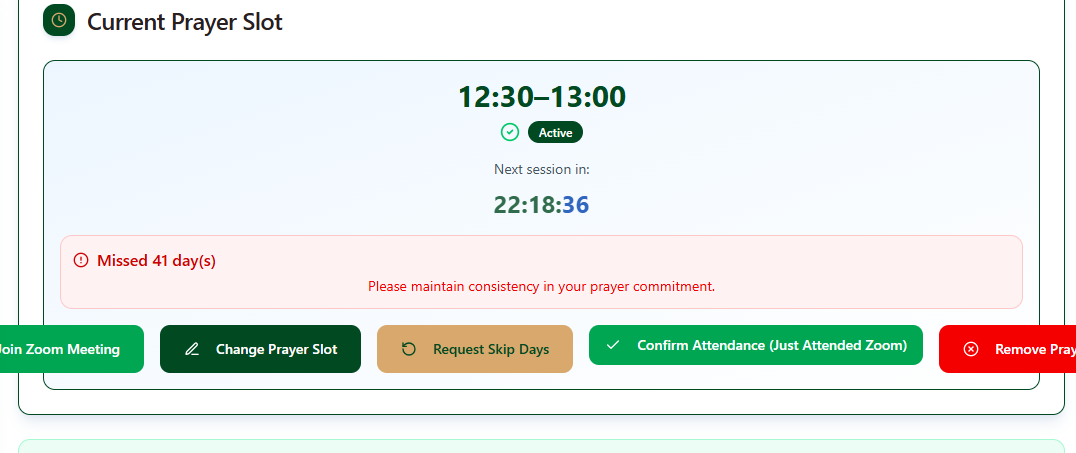 Current Prayer Slot
12:30–13:00
Active
Next session in:
22:18:36
Missed 41 day(s)
Please maintain consistency in your prayer commitment.
Join Zoom Meeting
Change Prayer Slot
Request Skip Days
Confirm Attendance (Just Attended Zoom)
Remove Pray